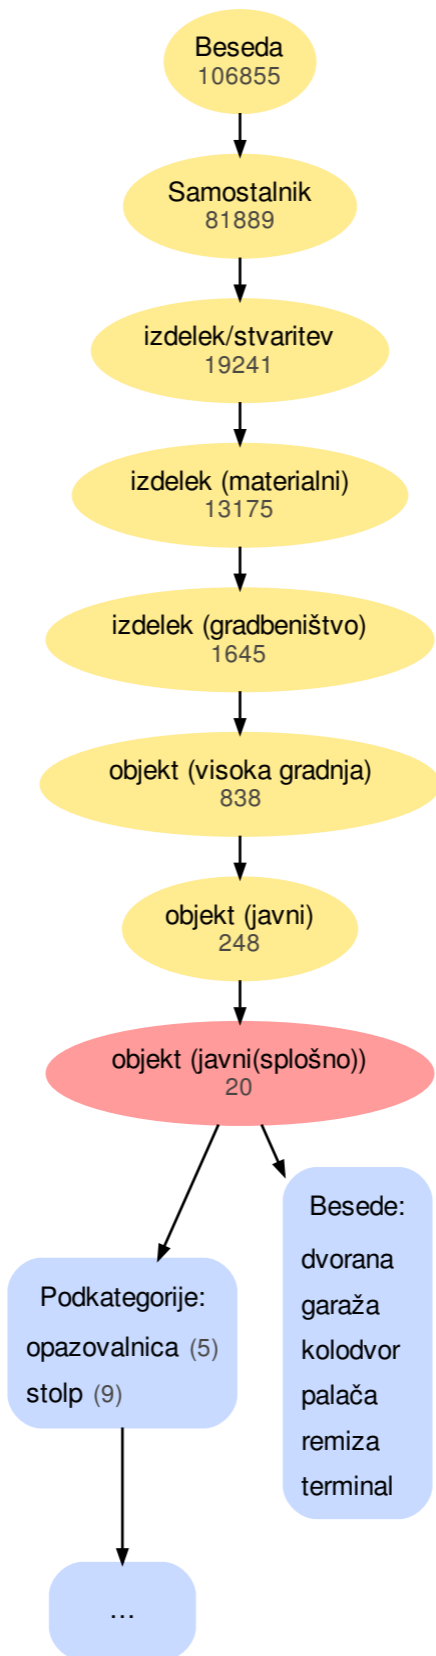 Beseda
106855
Samostalnik
81889
izdelek/stvaritev
19241
izdelek (materialni)
13175
izdelek (gradbeništvo)
1645
objekt (visoka gradnja)
838
objekt (javni)
248
objekt (javni(splošno))
20
Podkategorije:
opazovalnica (5)
stolp (9)
...
Besede:
dvorana
garaža
kolodvor
palača
remiza
terminal